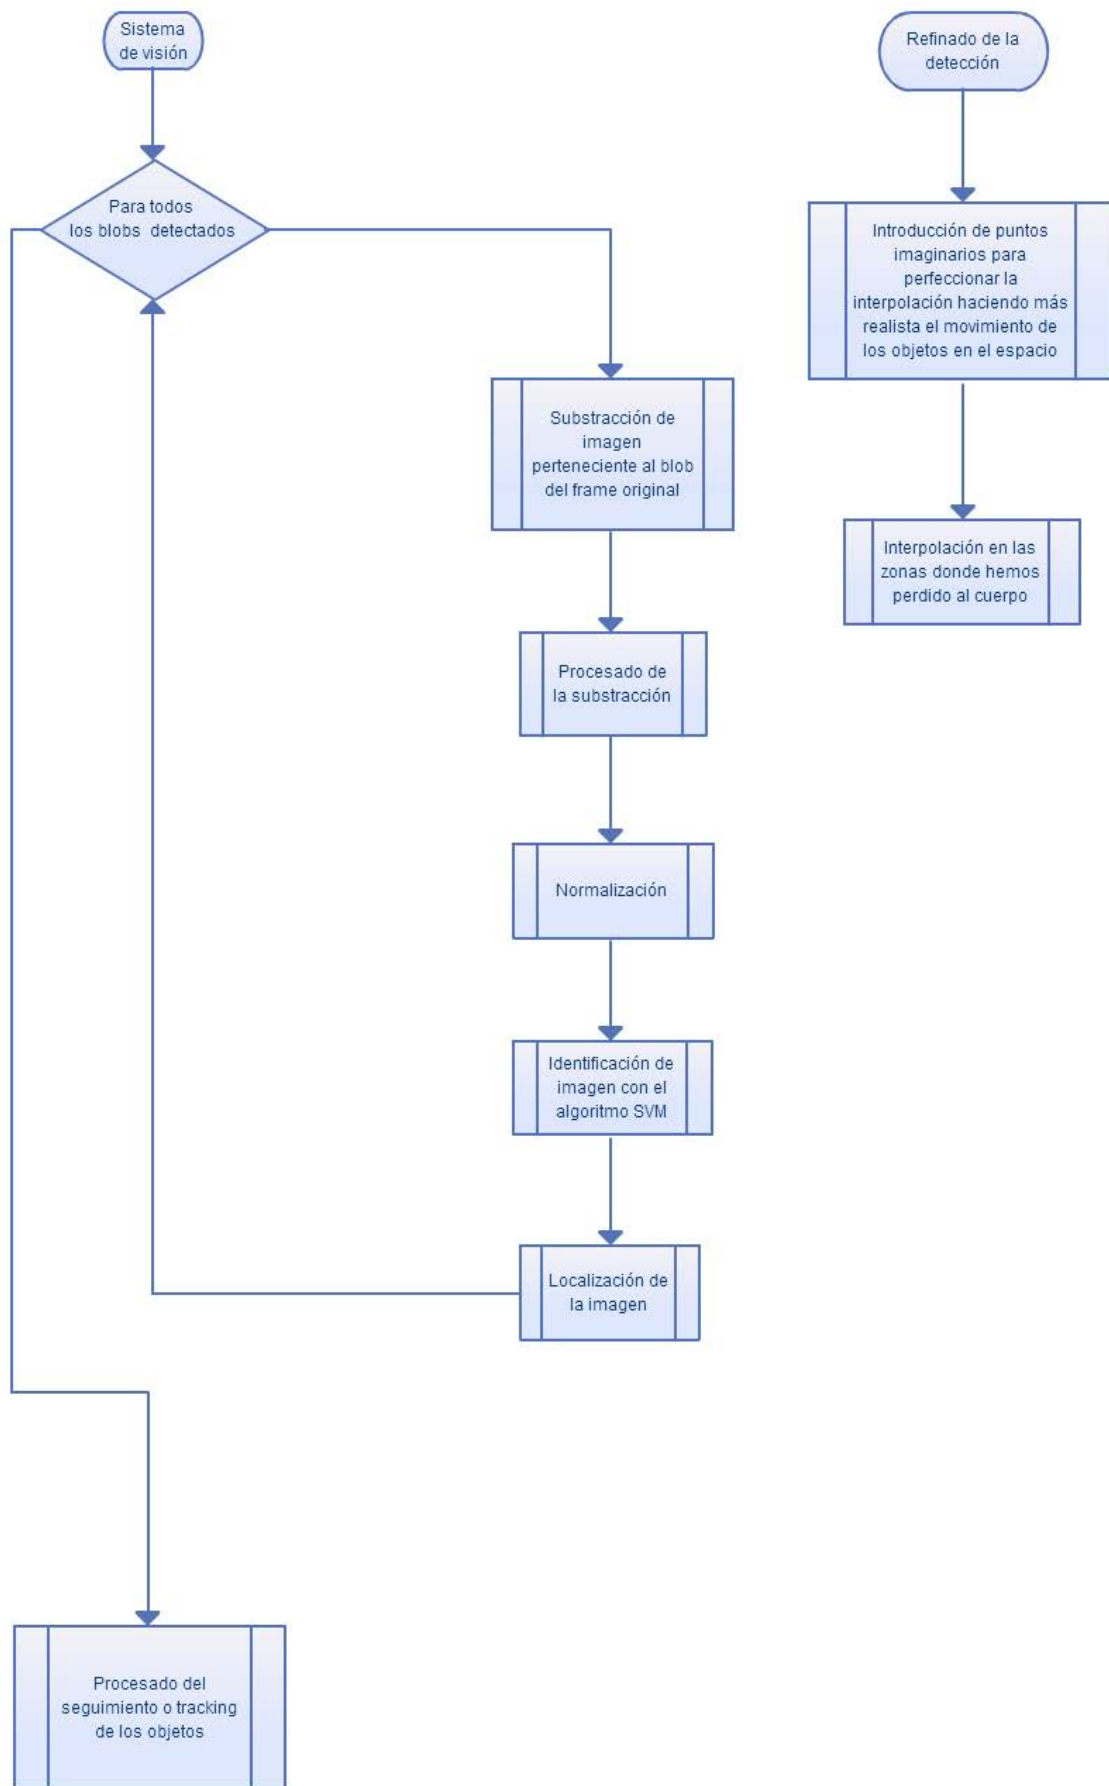 Sistema
de visión
Para todos
los blobs detectados
Substracción de
imagen
perteneciente al blob
del frame original
Procesado de
la substracción
Normalización
Identificación de
imagen con el
algoritmo SVM
Localización de
la imagen
Procesado del
seguimiento o tracking
de los objetos
Refinado de la
detección
Introducción de puntos
imaginarios para
perfeccionar la
interpolación haciendo más
realista el movimiento de
los objetos en el espacio
Interpolación en las
zonas donde hemos
perdido al cuerpo